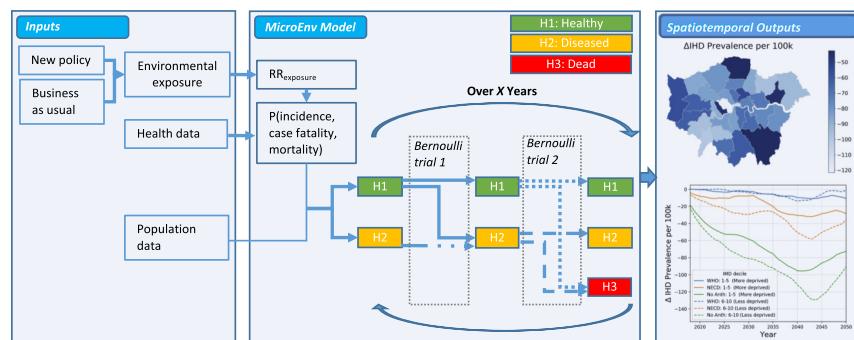 Inputs
New policy
Business
as usual
Environmental
exposure
Health data
Population
data
MicroEnv Model
H1: Healthy
H2: Diseased
H3: Dead
RRexposure
P(incidence,
case fatality,
mortality)
Over X Years
Bernoulli
trial 1
Bernoulli
trial 2
H1
H1
H1
H2
H2
H2
H3
Spatiotemporal Outputs
ΔIHD Prevalence per 100k
−50
−60
−70
−80
−90
−100
−110
−120
Δ IHD Prevalence per 100k
0
−20
−40
−60
−80
−100
−120
−140
IMD decile
WHO: 1-5 (More deprived)
NECD: 1-5 (More deprived)
No Anth: 1-5 (More deprived)
WHO: 6-10 (Less deprived)
NECD: 6-10 (Less deprived)
No Anth: 6-10 (Less deprived)
2020 2025 2030 2035 2040 2045 2050
Year